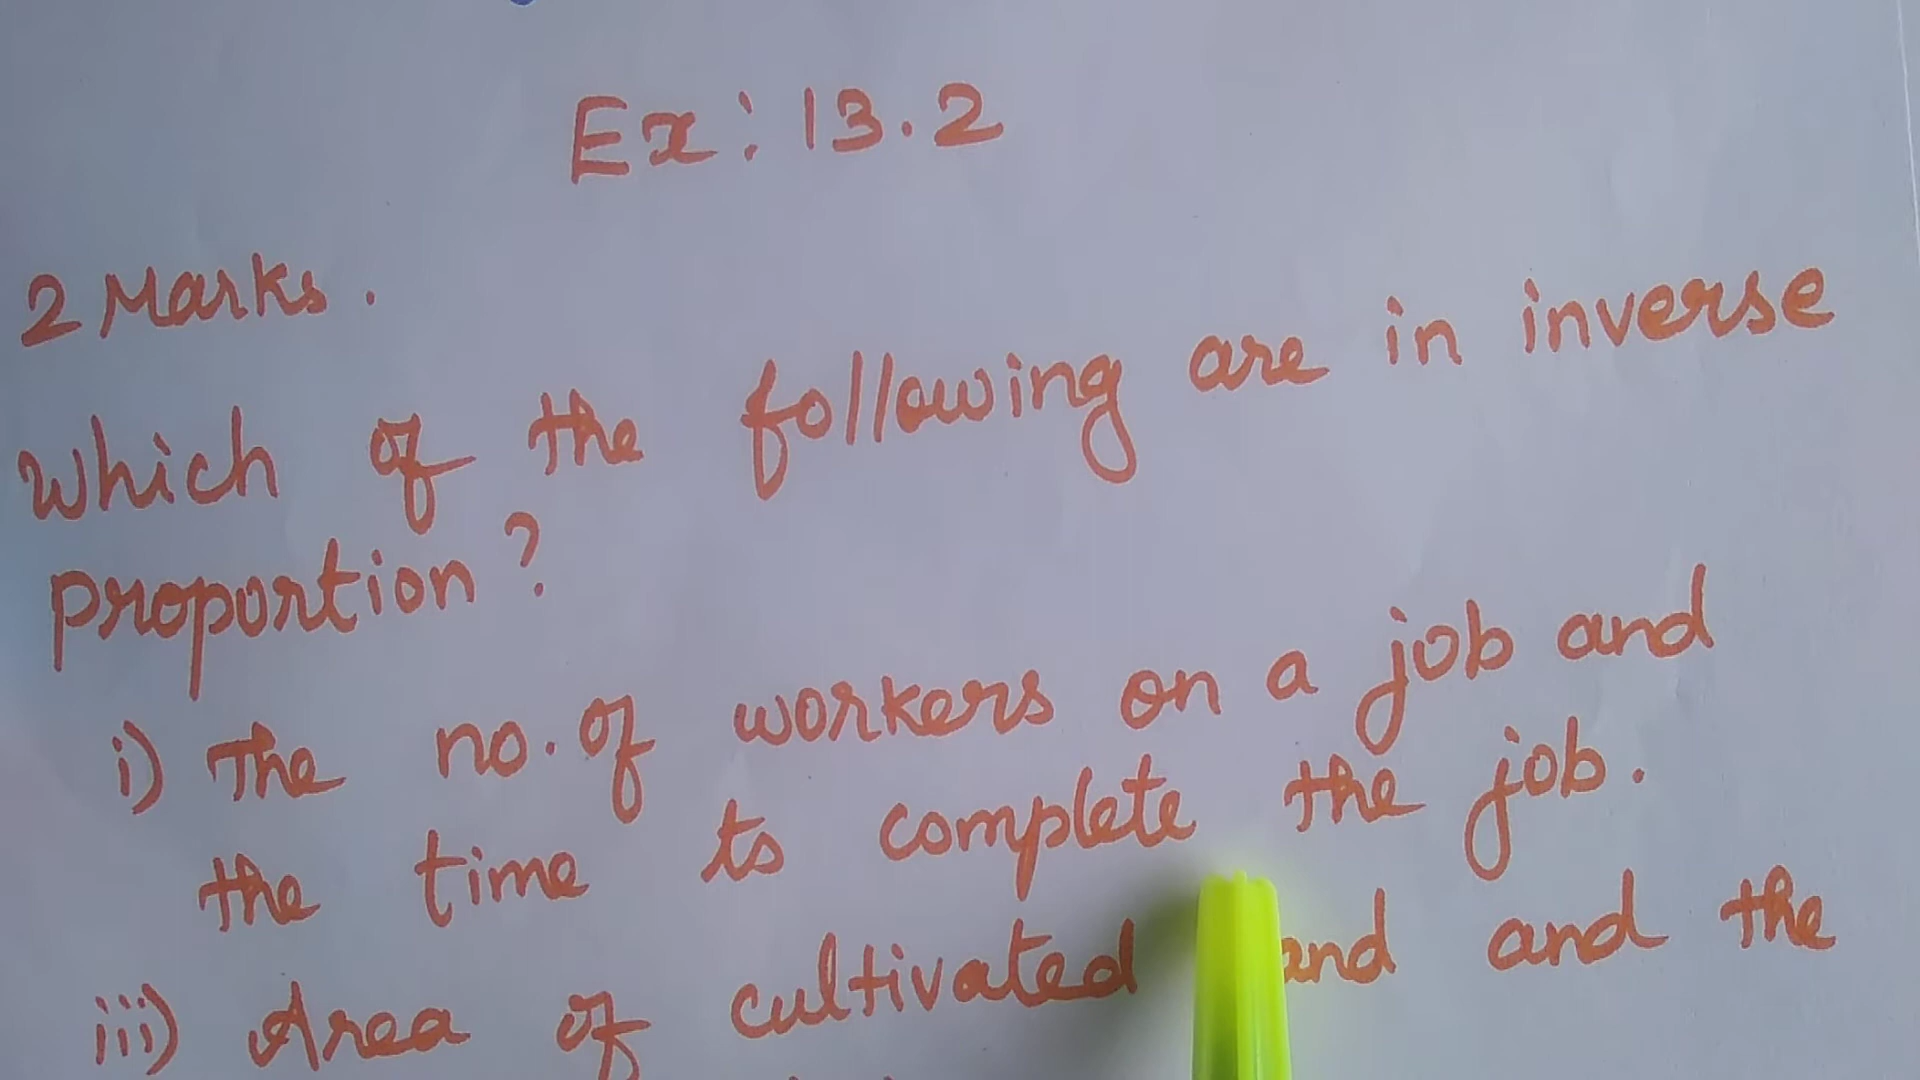 Ex: 13.2
2 Marks.
Which of the following are in inverse
proportion?
i) The no. of workers on a job and
the time to complete the job.
iii) Area of cultivated and and the